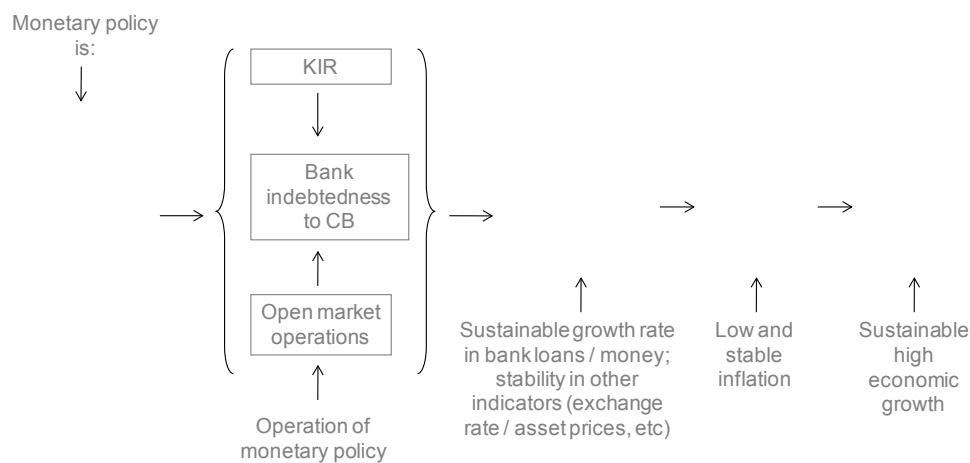 Monetary policy
is:
KIR
Bank
indebtedness
to CB
Open market
operations
Operation of
monetary policy
Sustainable growth rate
in bank loans / money;
stability in other
indicators (exchange
rate / asset prices, etc)
Low and
stable
inflation
Sustainable
high
economic
growth